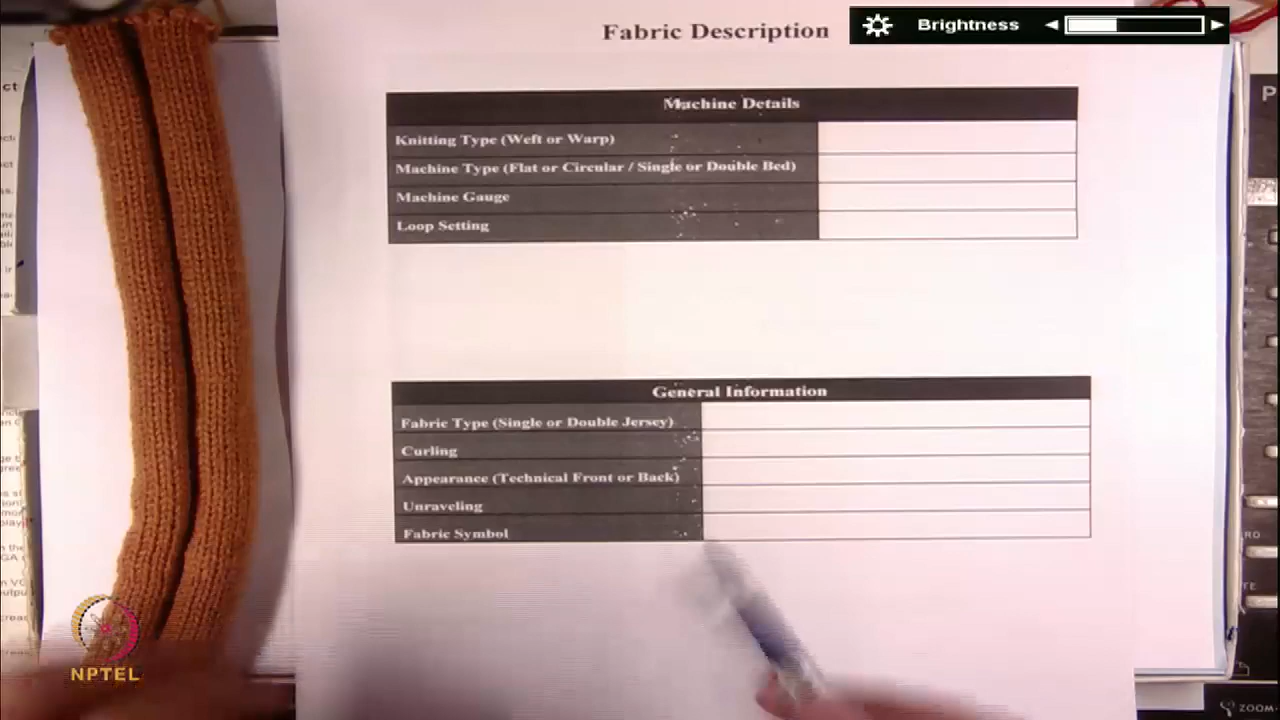 Fabric Description
Brightness
Machine Details
Knitting Type (Weft or Warp)
Machine Type (Flat or Circular / Single or Double Bed)
Machine Gauge
Loop Setting
General Information
Fabric Type (Single or Double Jersey)
Curling
Appearance (Technical Front or Back)
Unraveling
Fabric Symbol
NPTEL
ZOOM